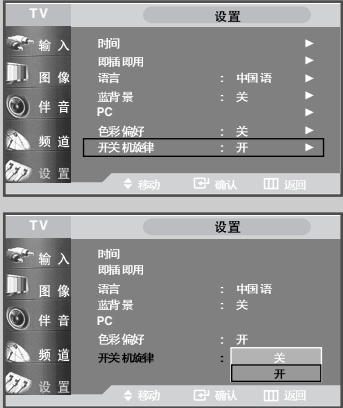 TV 设置
输入 时间 ►
即插即用 ►
图像 语言 : 中国语 ►
蓝背景 : 关 ►
伴音 PC ►
频道 色彩偏好 : 关 ►
开关机旋律 : 开 ►
设置
移动 确认 返回
TV 设置
输入 时间
即插即用
图像 语言 : 中国语
蓝背景 : 关
伴音 PC
色彩偏好 : 开
频道 开关机旋律 : 关
开
设置
移动 确认 返回